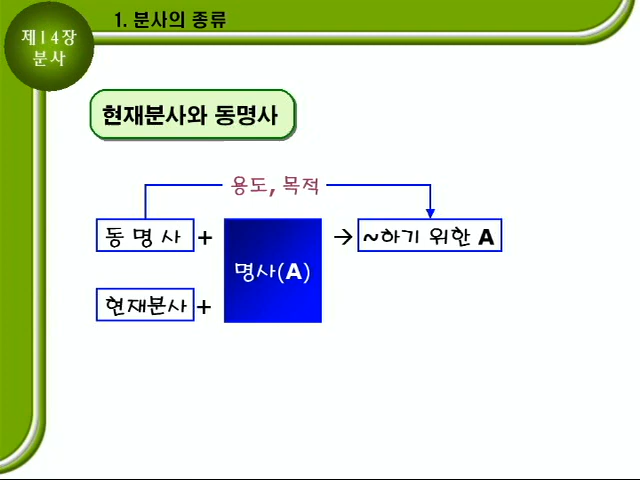 1. 분사의 종류
제14장
분사
현재분사와 동명사
용도, 목적
동 명 사 + 명사(A) → ~하기 위한 A
현재분사 +